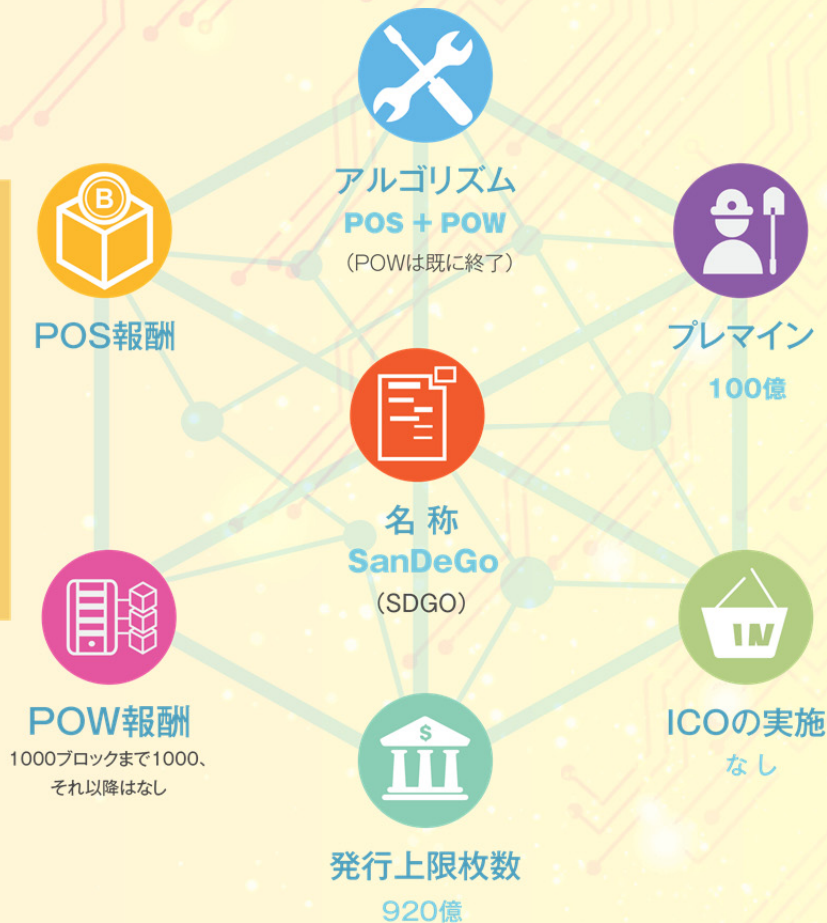 アルゴリズム
POS + POW
(POWは既に終了)
B
POS報酬
プレマイン
100億
名 称
SanDeGo
(SDGO)
POW報酬
1000ブロックまで1000、
それ以降はなし
IN
ICOの実施
な し
$
発行上限枚数
920億